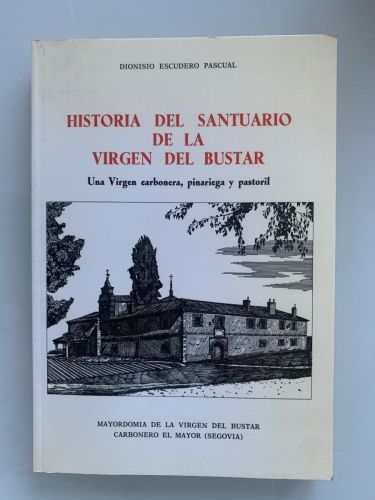 DIONISIO ESCUDERO PASCUAL
HISTORIA DEL SANTUARIO
DE LA
VIRGEN DEL BUSTAR
Una Virgen carbonera, pinariega y pastoril
MAYORDOMIA DE LA VIRGEN DEL BUSTAR
CARBONERO EL MAYOR (SEGOVIA)